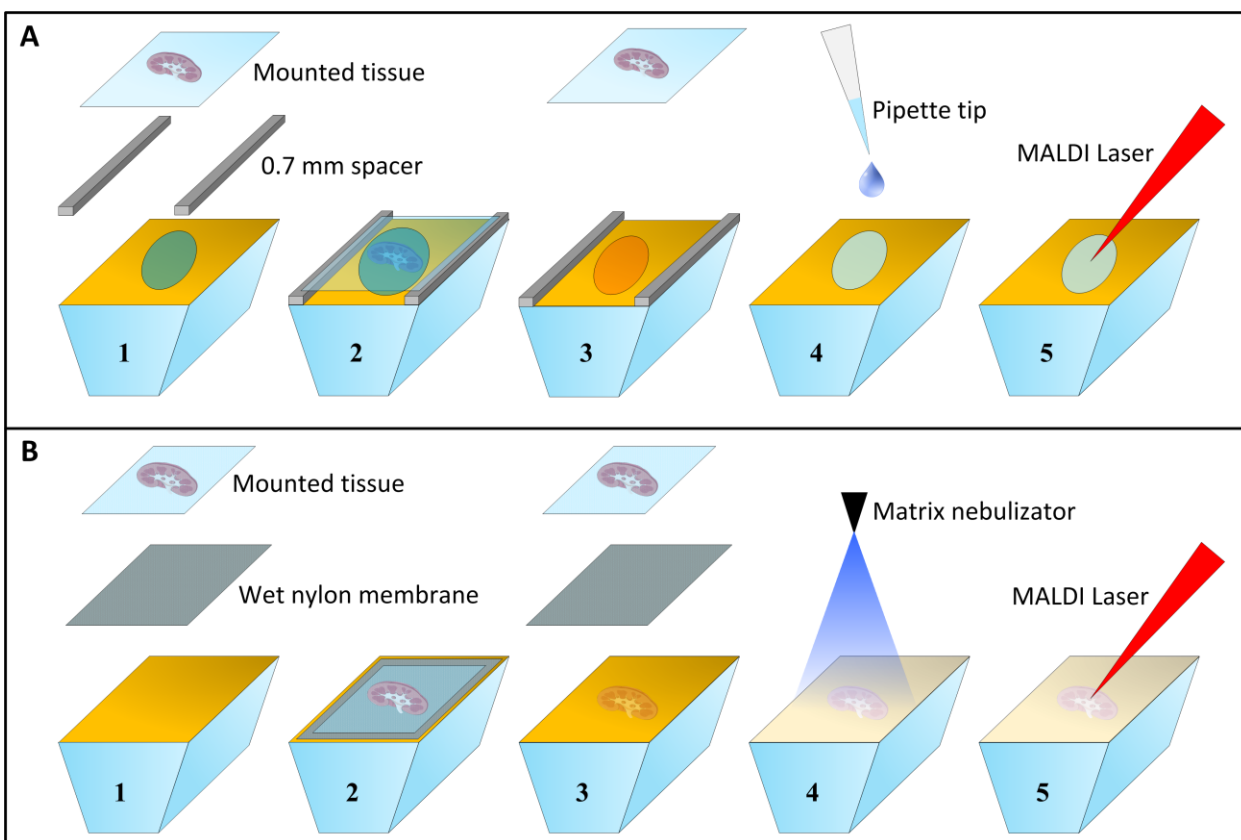 A
Mounted tissue
0.7 mm spacer
Pipette tip
MALDI Laser
1
2
3
4
5
B
Mounted tissue
Wet nylon membrane
Matrix nebulizator
MALDI Laser
1
2
3
4
5